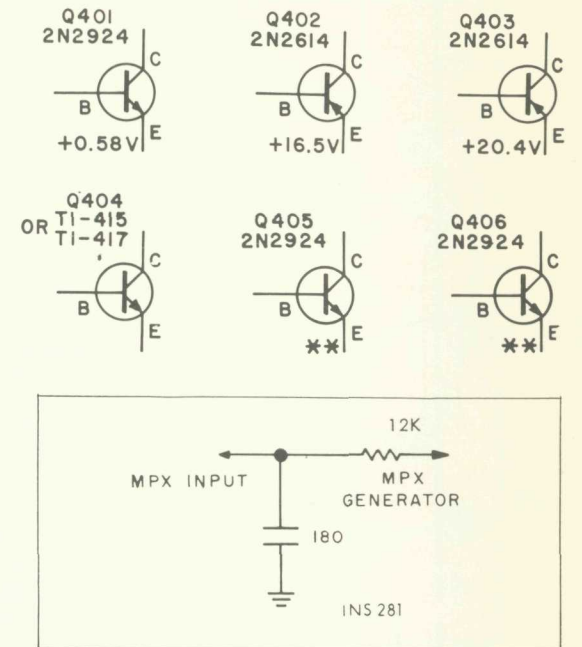 Q401
2N2924
C
B
E
+0.58V
Q402
2N2614
C
B
E
+16.5V
Q403
2N2614
C
B
E
+20.4V
Q404
OR TI-415
TI-417
C
B
E
Q405
2N2924
C
B
E
**
Q406
2N2924
C
B
E
**
12K
MPX INPUT
MPX
GENERATOR
180
INS 281